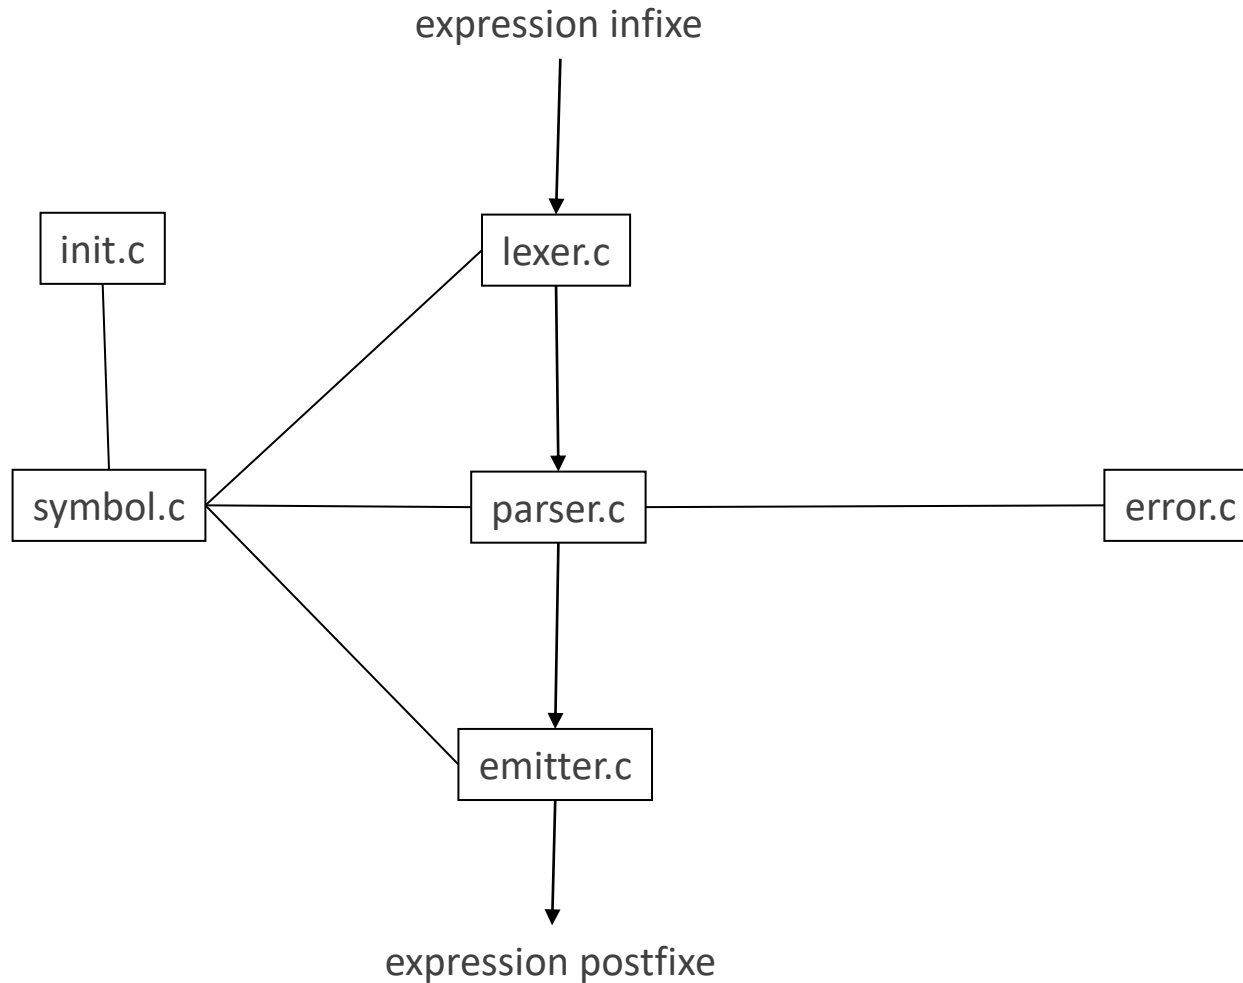 expression infixe
init.c
lexer.c
symbol.c
parser.c
error.c
emitter.c
expression postfixe